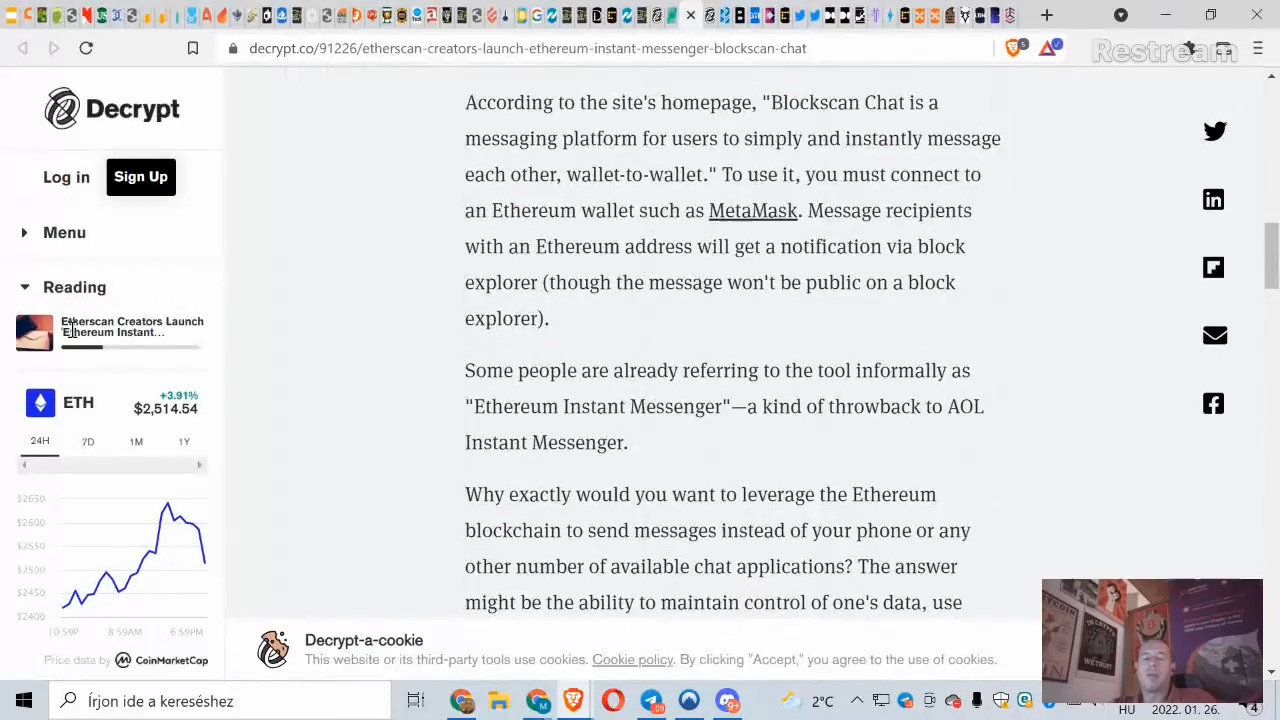 decrypt.co/91226/etherscan-creators-launch-ethereum-instant-messenger-blockscan-chat
5
Restream
Decrypt
Log in
Sign Up
Menu
Reading
Etherscan Creators Launch
'Ethereum Instant...
ETH
+3.91%
$2,514.54
24H
7D
1M
1Y
$2650
$2600
$2550
$2500
$2450
$2400
10:59P
8:59AM
6:59PM
Price data by CoinMarketCap
According to the site's homepage, "Blockscan Chat is a
messaging platform for users to simply and instantly message
each other, wallet-to-wallet." To use it, you must connect to
an Ethereum wallet such as MetaMask. Message recipients
with an Ethereum address will get a notification via block
explorer (though the message won't be public on a block
explorer).
Some people are already referring to the tool informally as
"Ethereum Instant Messenger"—a kind of throwback to AOL
Instant Messenger.
Why exactly would you want to leverage the Ethereum
blockchain to send messages instead of your phone or any
other number of available chat applications? The answer
might be the ability to maintain control of one's data, use
Decrypt-a-cookie
This website or its third-party tools use cookies. Cookie policy. By clicking "Accept," you agree to the use of cookies.
IN CRYPTO
WE TRUST
Írjon ide a kereséshez
9+
2°C
HU
2022. 01. 26.